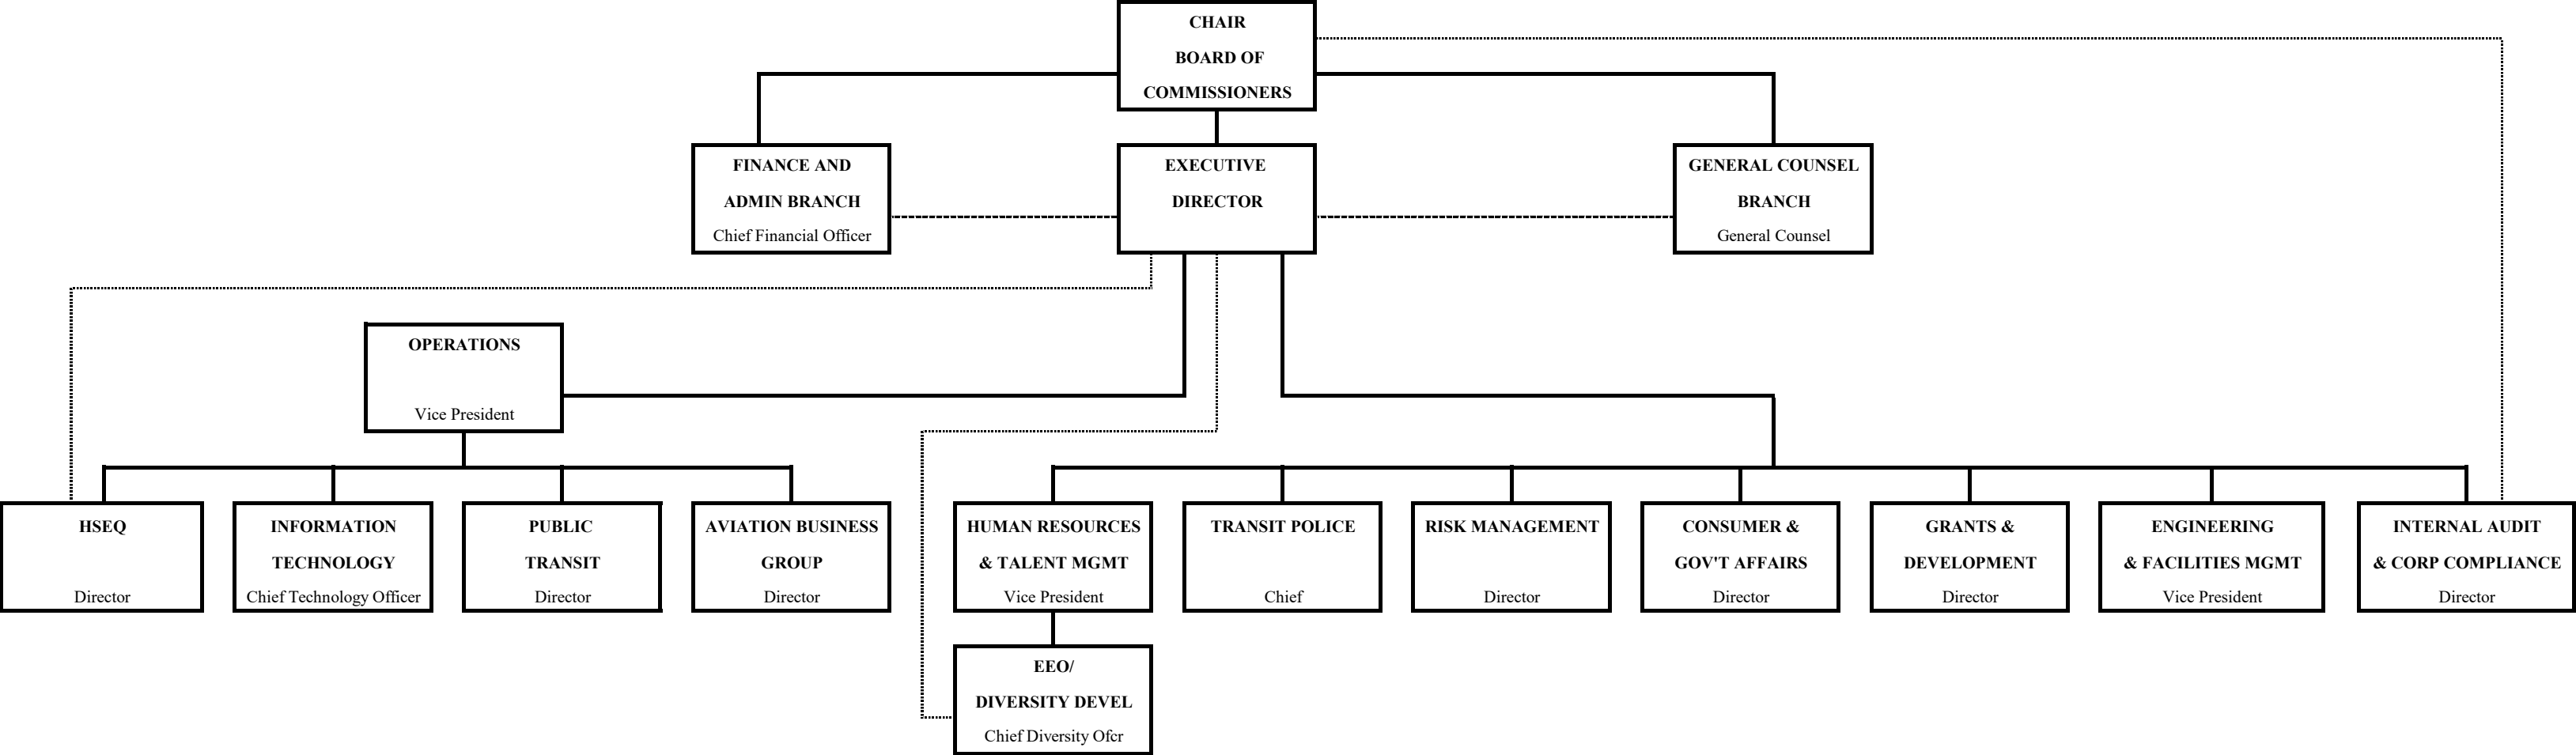 CHAIR
BOARD OF
COMMISSIONERS
FINANCE AND
ADMIN BRANCH
Chief Financial Officer
EXECUTIVE
DIRECTOR
GENERAL COUNSEL
BRANCH
General Counsel
OPERATIONS
Vice President
HSEQ
Director
INFORMATION
TECHNOLOGY
Chief Technology Officer
PUBLIC
TRANSIT
Director
AVIATION BUSINESS
GROUP
Director
HUMAN RESOURCES
& TALENT MGMT
Vice President
TRANSIT POLICE
Chief
RISK MANAGEMENT
Director
CONSUMER &
GOV'T AFFAIRS
Director
GRANTS &
DEVELOPMENT
Director
ENGINEERING
& FACILITIES MGMT
Vice President
INTERNAL AUDIT
& CORP COMPLIANCE
Director
EEO/
DIVERSITY DEVEL
Chief Diversity Ofcr